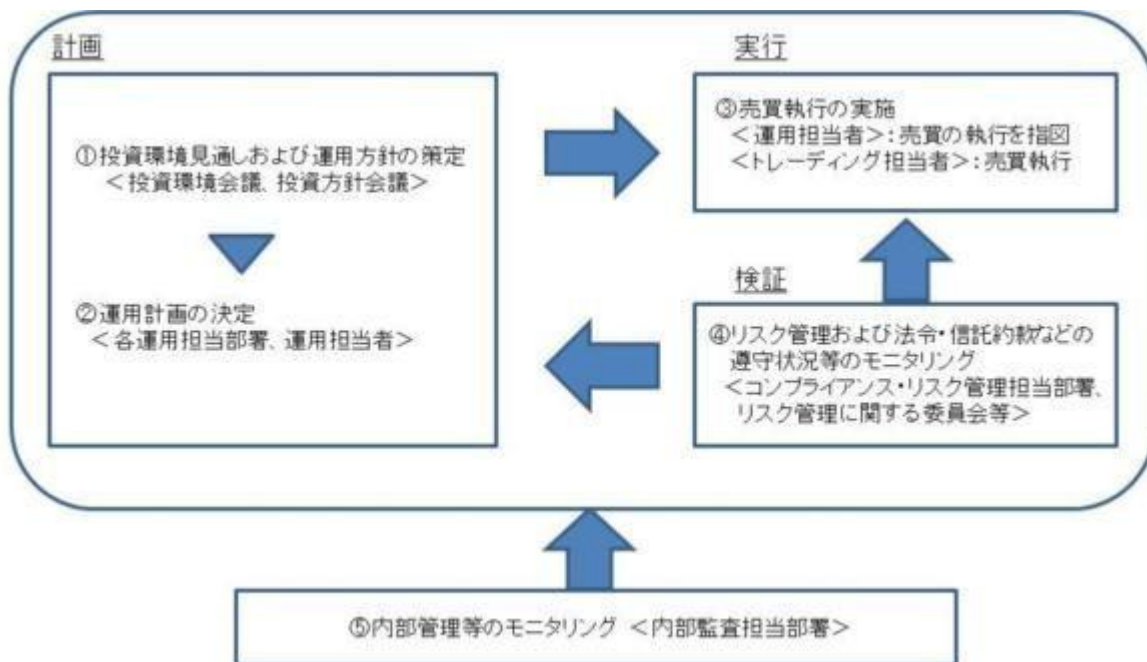 計画
①投資環境見通しおよび運用方針の策定
＜投資環境会議、投資方針会議＞
②運用計画の決定
＜各運用担当部署、運用担当者＞
実行
③売買執行の実施
＜運用担当者＞：売買の執行を指図
＜トレーディング担当者＞：売買執行
検証
④リスク管理および法令・信託約款などの
遵守状況等のモニタリング
＜コンプライアンス・リスク管理担当部署、
リスク管理に関する委員会等＞
⑤内部管理等のモニタリング ＜内部監査担当部署＞